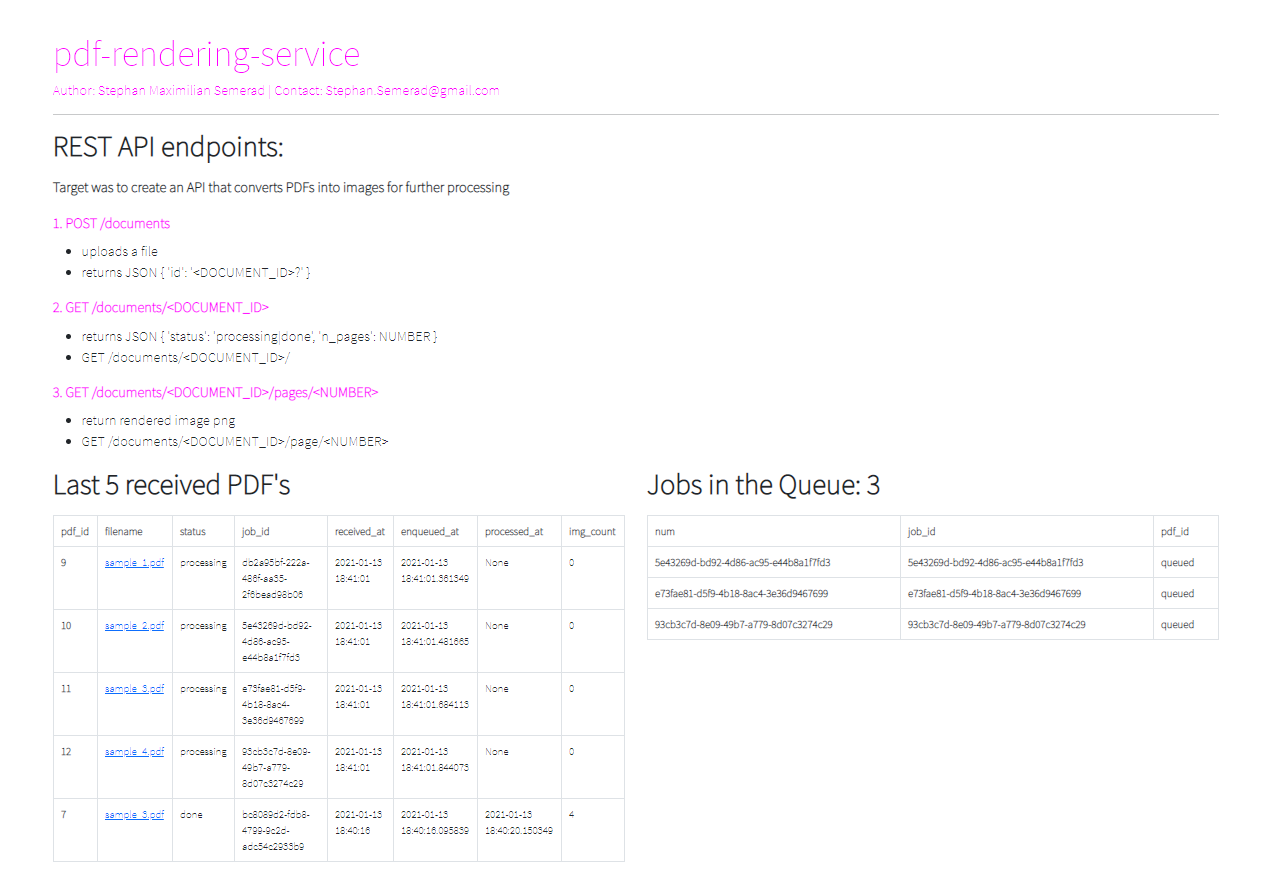 pdf-rendering-service
Author: Stephan Maximilian Semerad | Contact: Stephan.Semerad@gmail.com
REST API endpoints:
Target was to create an API that converts PDFs into images for further processing
1. POST /documents
uploads a file
returns JSON { 'id': '<DOCUMENT_ID>?' }
2. GET /documents/<DOCUMENT_ID>
returns JSON { 'status': 'processing|done', 'n_pages': NUMBER }
GET /documents/<DOCUMENT_ID>/
3. GET /documents/<DOCUMENT_ID>/pages/<NUMBER>
return rendered image png
GET /documents/<DOCUMENT_ID>/page/<NUMBER>
Last 5 received PDF's
pdf_id filename status job_id received_at enqueued_at processed_at img_count
9 sample_1.pdf processing db2a95bf-222a- 2021-01-13 2021-01-13 None 0
486f-aa35- 18:41:01 18:41:01.361349
2f6bead98b06
10 sample_2.pdf processing 5e43269d-bd92- 2021-01-13 2021-01-13 None 0
4d86-ac95- 18:41:01 18:41:01.481665
e44b8a1f7fd3
11 sample_3.pdf processing e73fae81-d5f9- 2021-01-13 2021-01-13 None 0
4b18-8ac4- 18:41:01 18:41:01.684113
3e36d9467699
12 sample_4.pdf processing 93cb3c7d-8e09- 2021-01-13 2021-01-13 None 0
49b7-a779- 18:41:01 18:41:01.844073
8d07c3274c29
7 sample_3.pdf done bc8089d2-fdb8- 2021-01-13 2021-01-13 2021-01-13 4
4799-9c2d- 18:40:16 18:40:16.095839 18:40:20.150349
adc54c2933b9
Jobs in the Queue: 3
num job_id pdf_id
5e43269d-bd92-4d86-ac95-e44b8a1f7fd3 5e43269d-bd92-4d86-ac95-e44b8a1f7fd3 queued
e73fae81-d5f9-4b18-8ac4-3e36d9467699 e73fae81-d5f9-4b18-8ac4-3e36d9467699 queued
93cb3c7d-8e09-49b7-a779-8d07c3274c29 93cb3c7d-8e09-49b7-a779-8d07c3274c29 queued